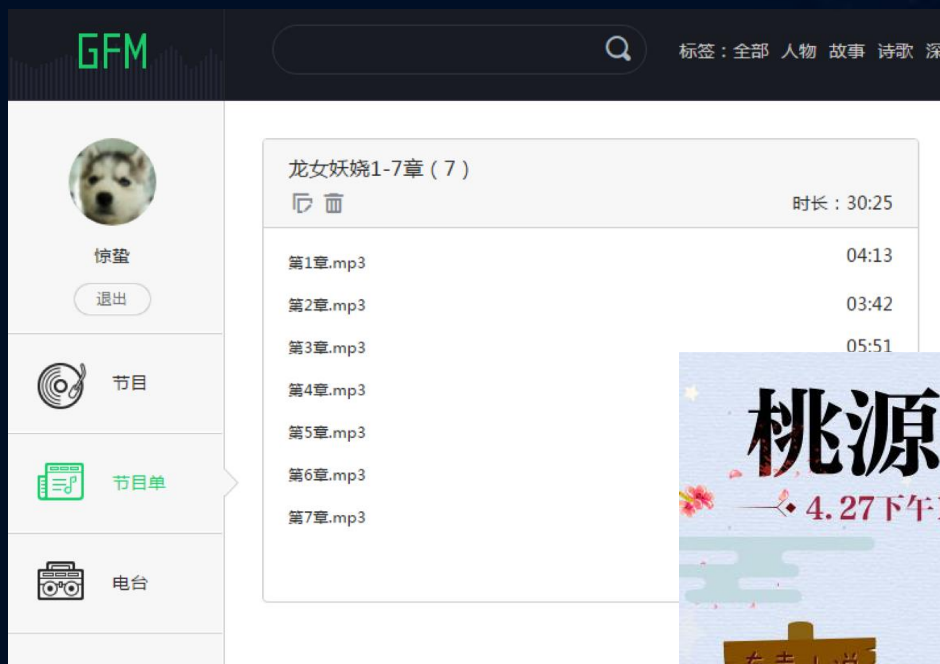 GFM
标签：全部 人物 故事 诗歌
惊蛰
退出
节目
节目单
电台
龙女妖娆1-7章（7）
时长：30:25
第1章.mp3 04:13
第2章.mp3 03:42
第3章.mp3 05:51
第4章.mp3
第5章.mp3
第6章.mp3
第7章.mp3
桃源
4.27下午